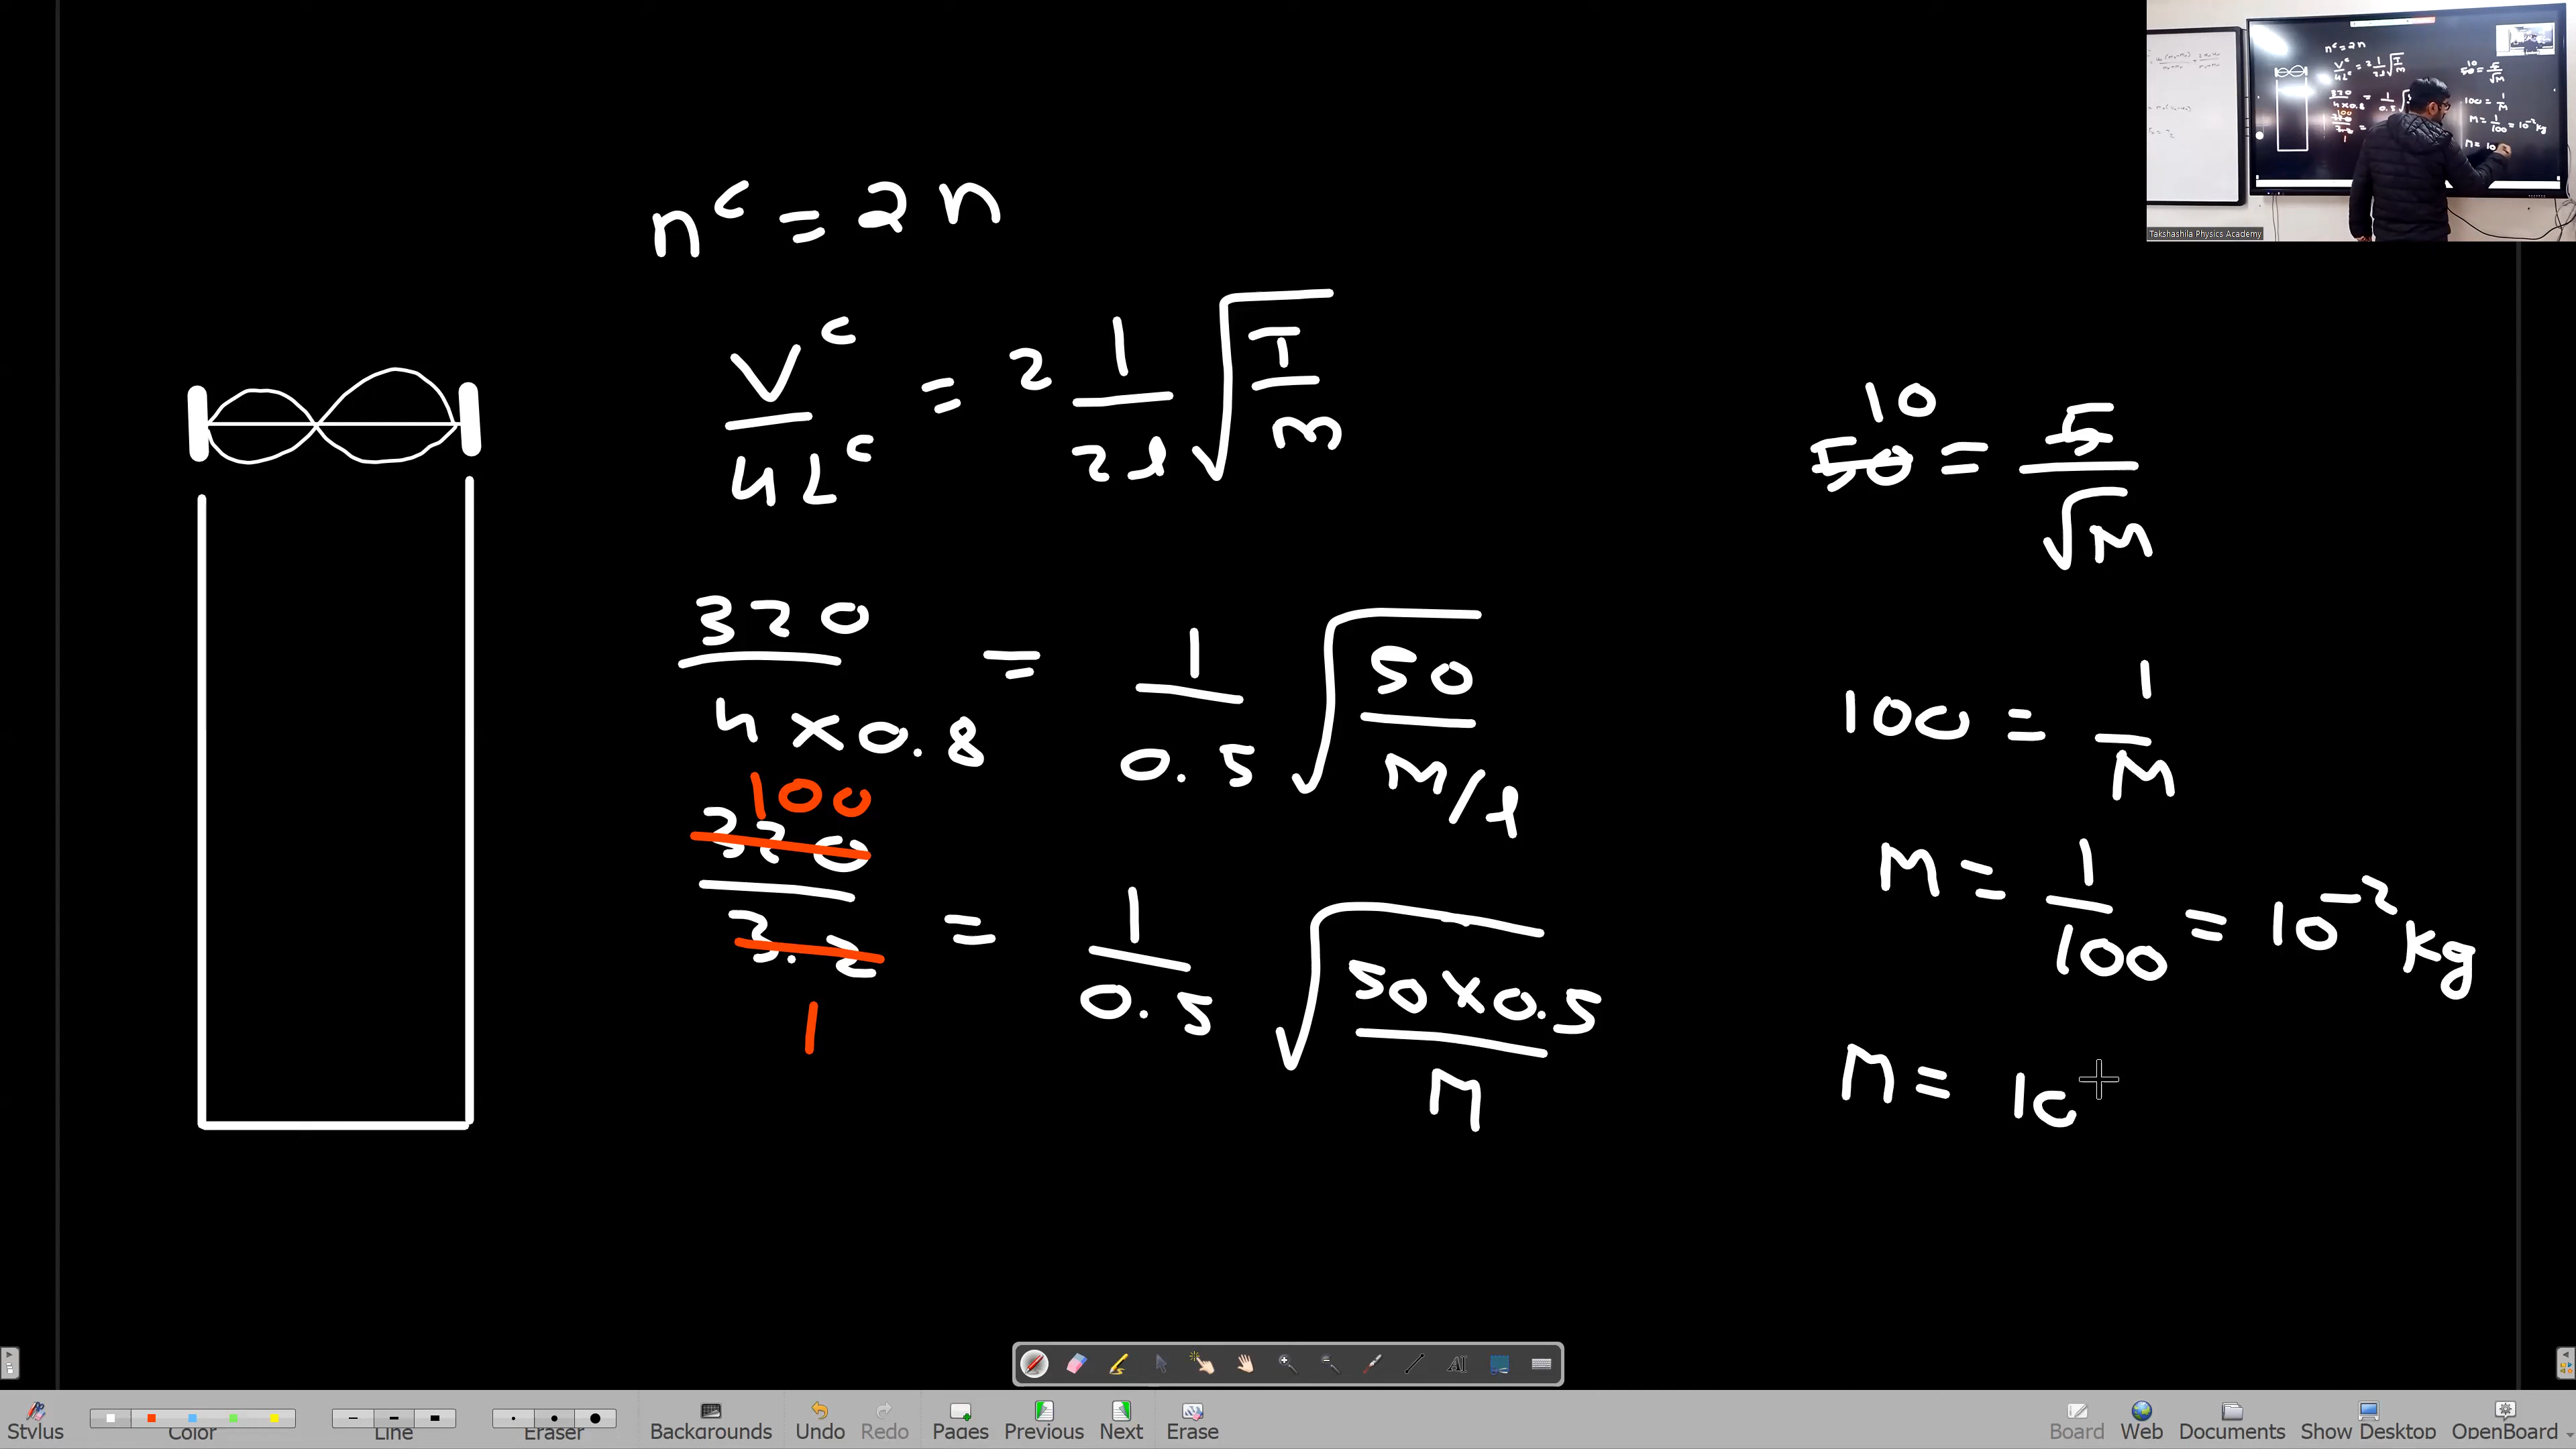 n^c = 2n
V^c / 4L^c = 2 1/2l √(T/m)
320 / 4×0.8 = 1/0.5 √(50 / M/l)
100
320 / 3.2 = 1/0.5 √(50×0.5 / M)
1
10
50 = 5/√M
100 = 1/M
M = 1/100 = 10^-2 kg
M = 10
Takshashila Physics Academy
Stylus Color Line Eraser Backgrounds Undo Redo Pages Previous Next Erase Board Web Documents Show Desktop OpenBoard